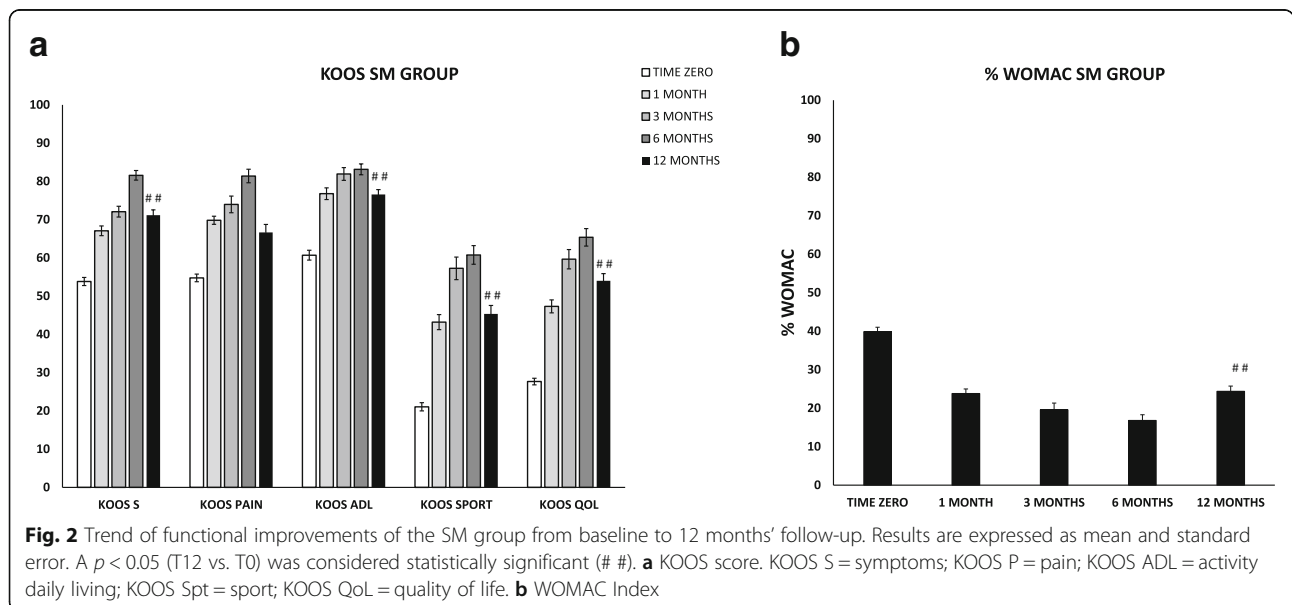 a
KOOS SM GROUP
TIME ZERO
1 MONTH
3 MONTHS
6 MONTHS
12 MONTHS
100
90
80
70
60
50
40
30
20
10
0
# #
# #
# #
# #
KOOS S
KOOS PAIN
KOOS ADL
KOOS SPORT
KOOS QOL
b
% WOMAC SM GROUP
% WOMAC
100
90
80
70
60
50
40
30
20
10
0
# #
TIME ZERO
1 MONTH
3 MONTHS
6 MONTHS
12 MONTHS
Fig. 2 Trend of functional improvements of the SM group from baseline to 12 months’ follow-up. Results are expressed as mean and standard
error. A p < 0.05 (T12 vs. T0) was considered statistically significant (# #). a KOOS score. KOOS S = symptoms; KOOS P = pain; KOOS ADL = activity
daily living; KOOS Spt = sport; KOOS QoL = quality of life. b WOMAC Index